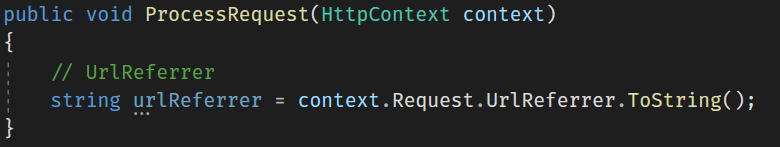 public void ProcessRequest(HttpContext context)
{
    // UrlReferrer
    string urlReferrer = context.Request.UrlReferrer.ToString();
}